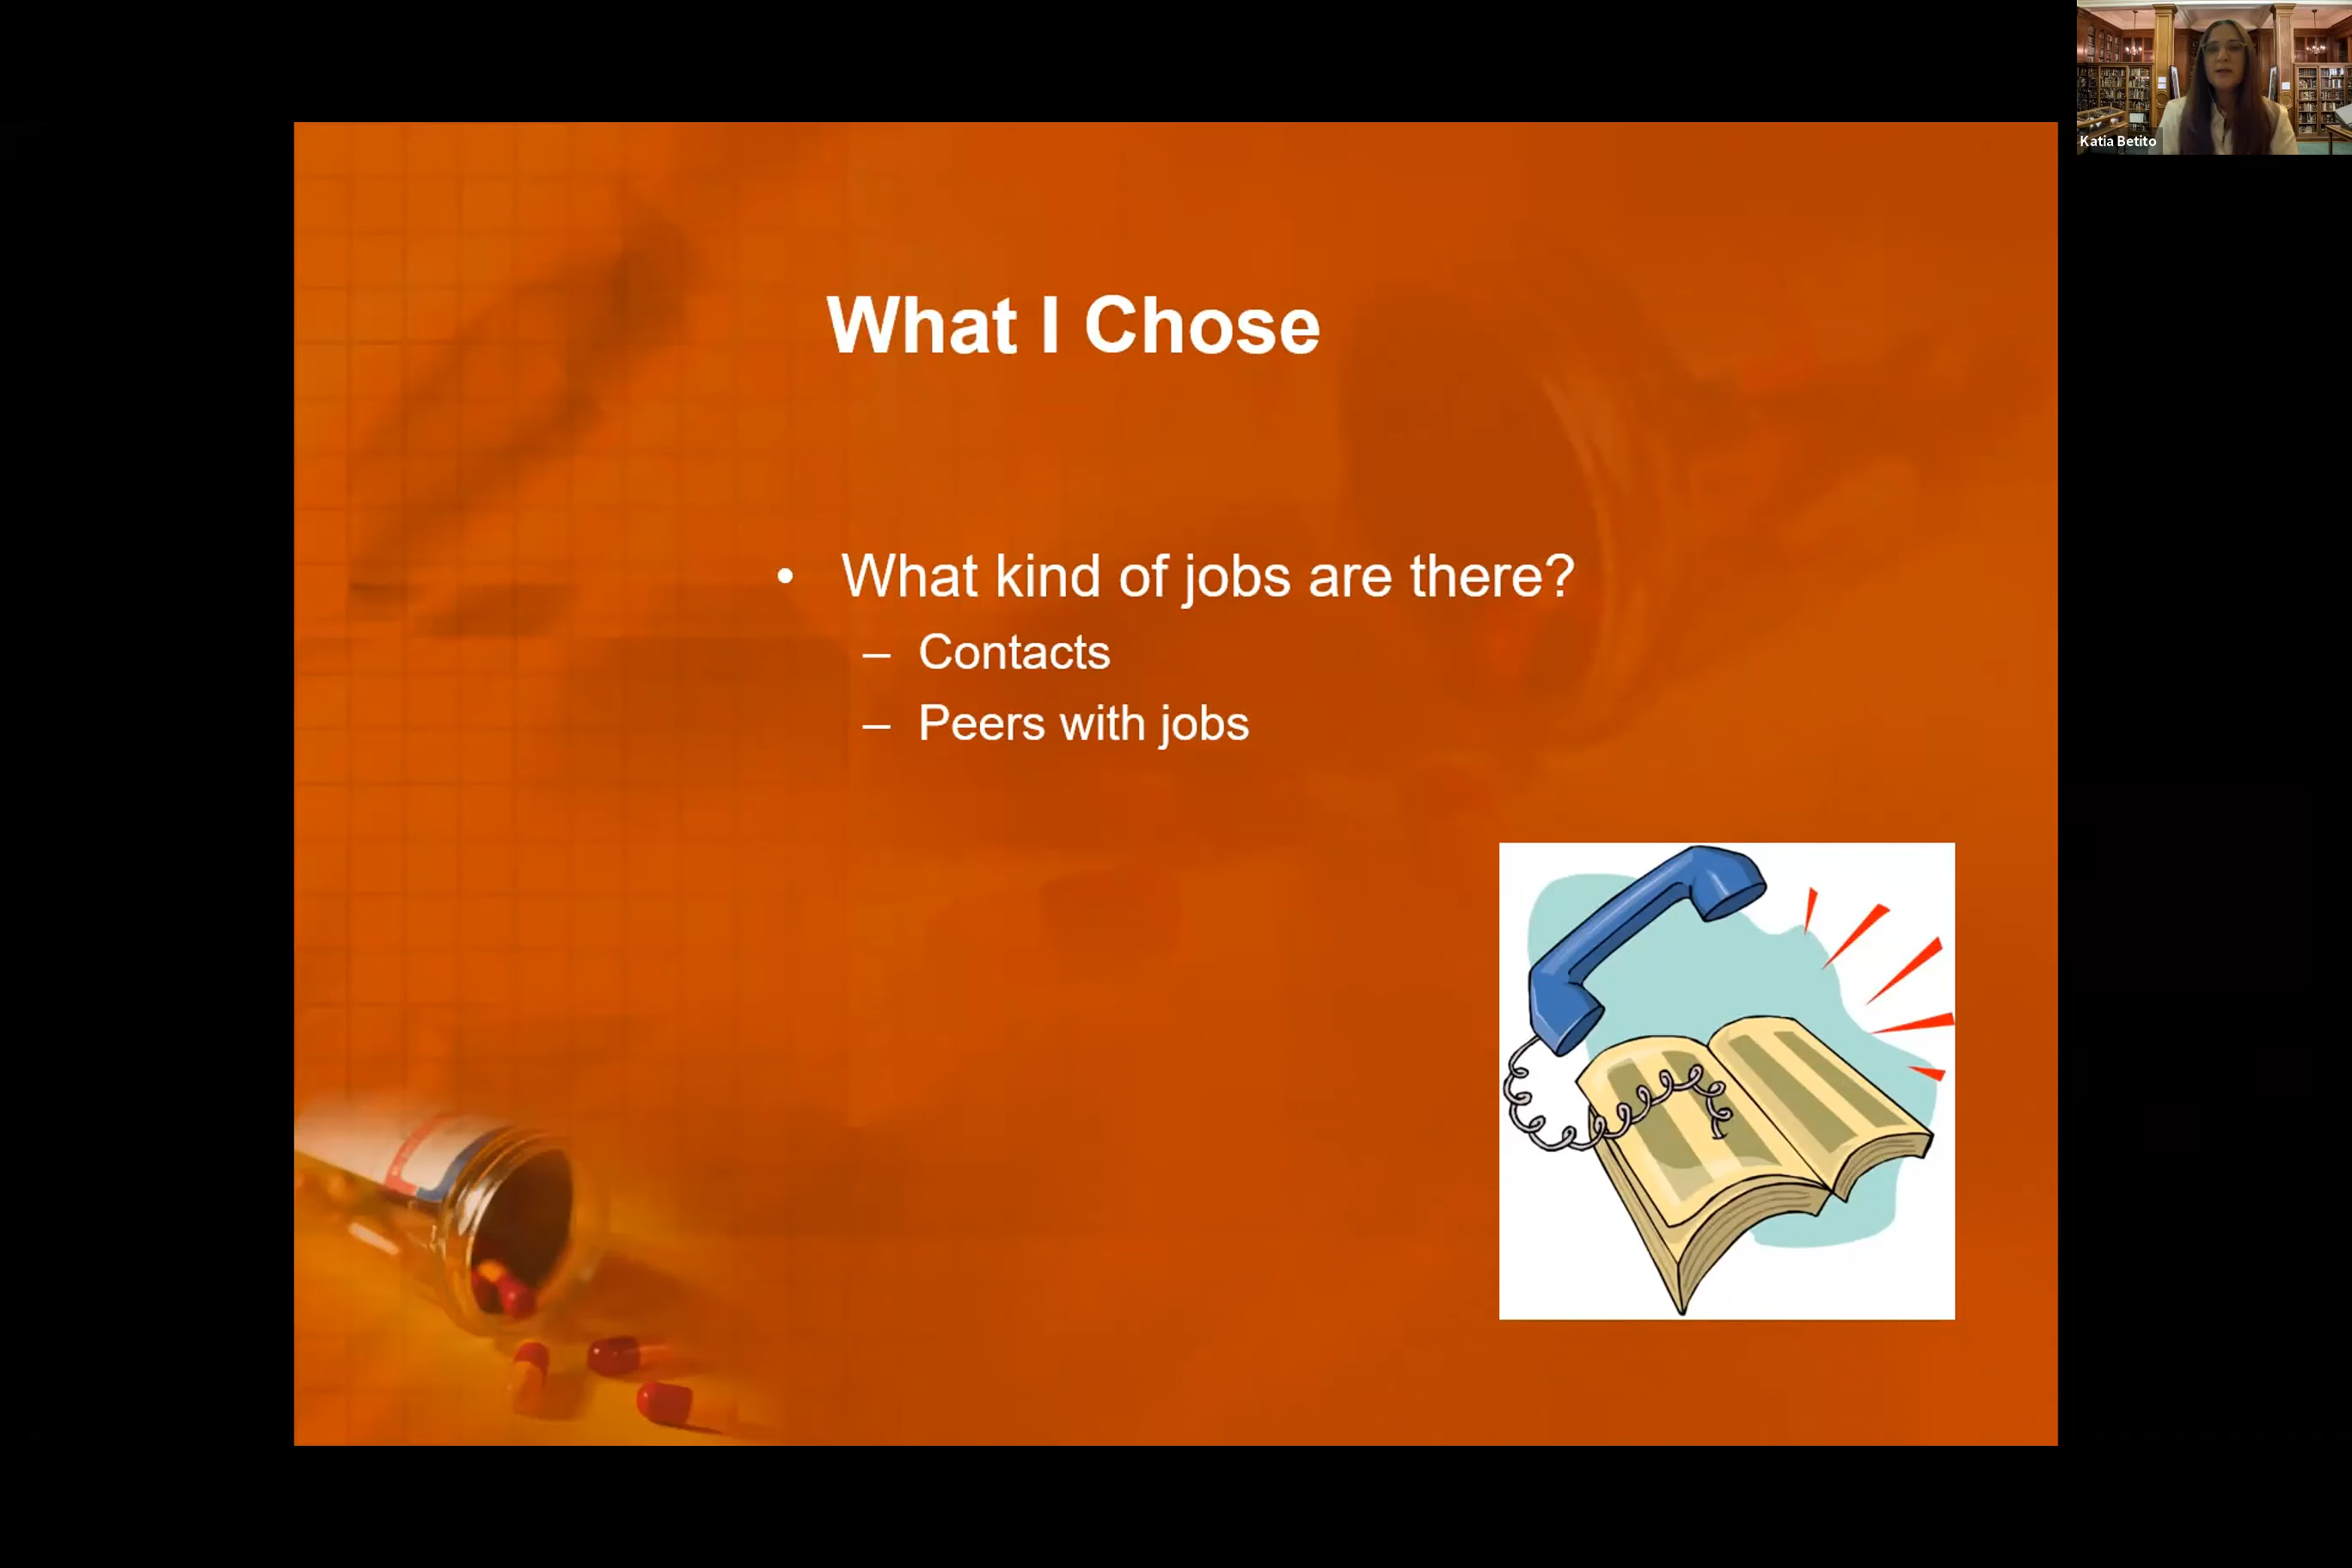 Katia Betito
What I Chose
• What kind of jobs are there?
– Contacts
– Peers with jobs